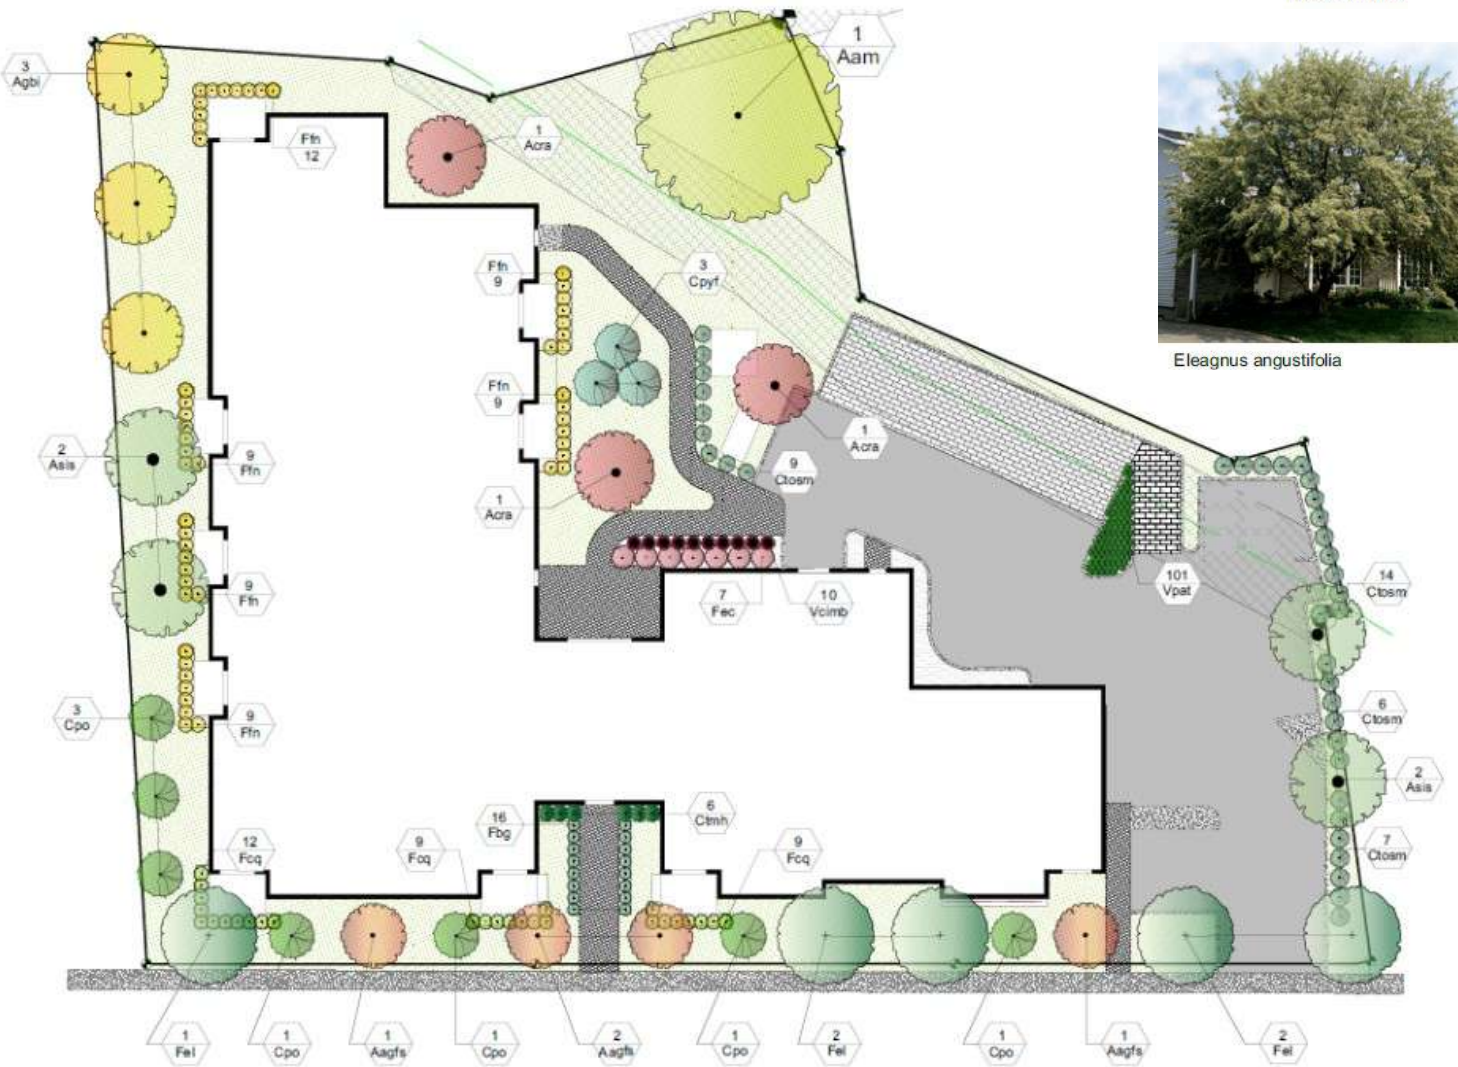 1
Aam
3
Agbi
1
Acra
Ffn
12
Ffn
9
3
Cpyf
Eleagnus angustifolia
Ffn
9
1
Acra
2
Asis
9
Ffn
9
Ctosm
1
Acra
9
Ffn
7
Fec
10
Vcimb
101
Vpat
14
Ctosm
3
Cpo
9
Ffn
6
Ctosm
2
Asis
16
Fbg
6
Ctmh
12
Fcq
9
Fcq
9
Fcq
7
Ctosm
1
Fel
1
Cpo
1
Aagfs
1
Cpo
2
Aagfs
1
Cpo
2
Fel
1
Cpo
1
Aagfs
2
Fel